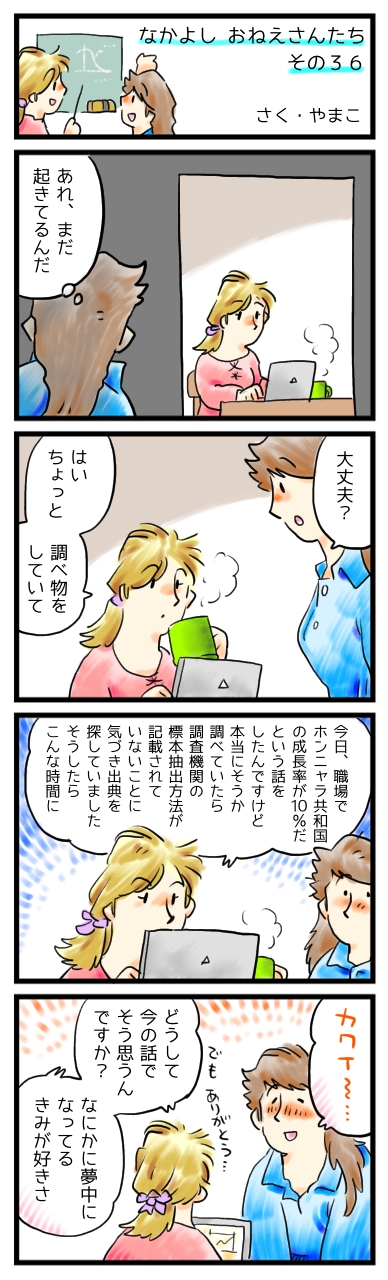 なかよし おねえさんたち
その３６
さく・やまこ
あれ、まだ
起きてるんだ
大丈夫？
はい
ちょっと
調べ物を
していて
今日、職場で
ホンニャラ共和国
の成長率が10％だ
という話を
したんですけど
本当にそうか
調べていたら
調査機関の
標本抽出方法が
記載されて
いないことに
気づき出典を
探していました
そうしたら
こんな時間に
カワイ〜…
どうして
今の話で
そう思うん
ですか？
でも
ありがとう…
なにかに夢中に
なってる
きみが好きさ